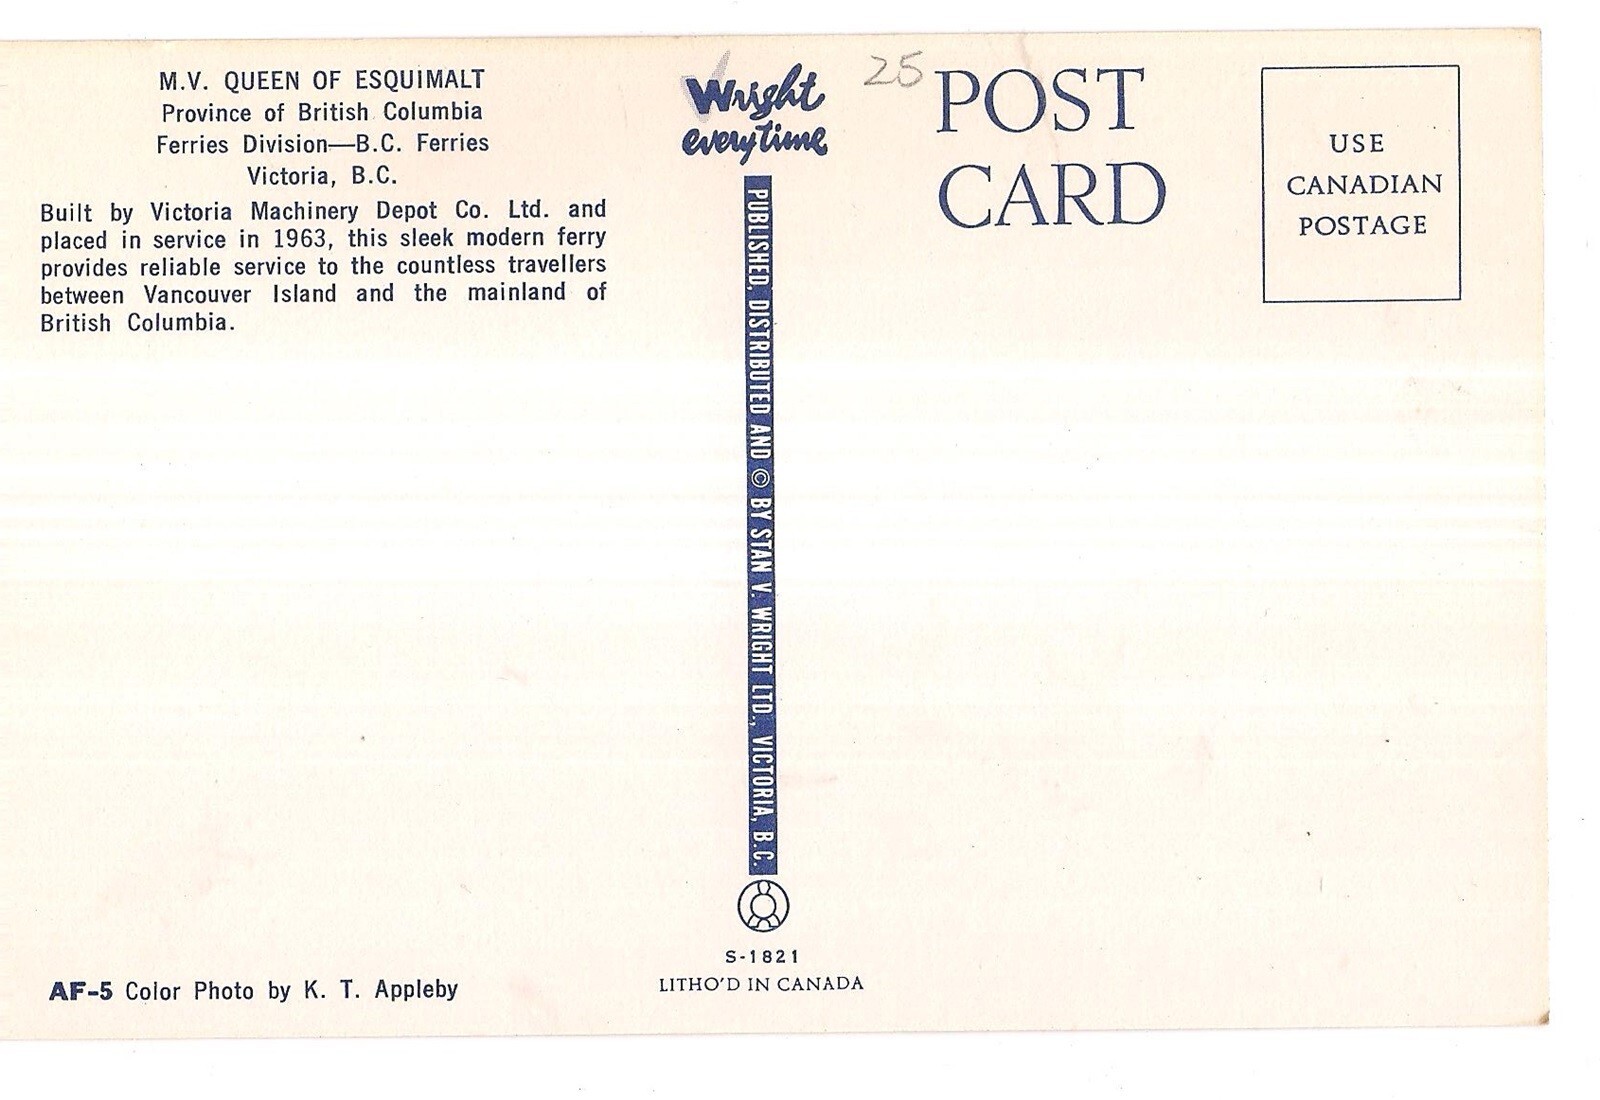 M.V. QUEEN OF ESQUIMALT
Province of British Columbia
Ferries Division—B.C. Ferries
Victoria, B.C.
Built by Victoria Machinery Depot Co. Ltd. and
placed in service in 1963, this sleek modern ferry
provides reliable service to the countless travellers
between Vancouver Island and the mainland of
British Columbia.
AF-5 Color Photo by K. T. Appleby
Wright
everytime
PUBLISHED, DISTRIBUTED AND © BY STAN V. WRIGHT LTD., VICTORIA, B.C.
S-1821
LITHO'D IN CANADA
25
POST
CARD
USE
CANADIAN
POSTAGE